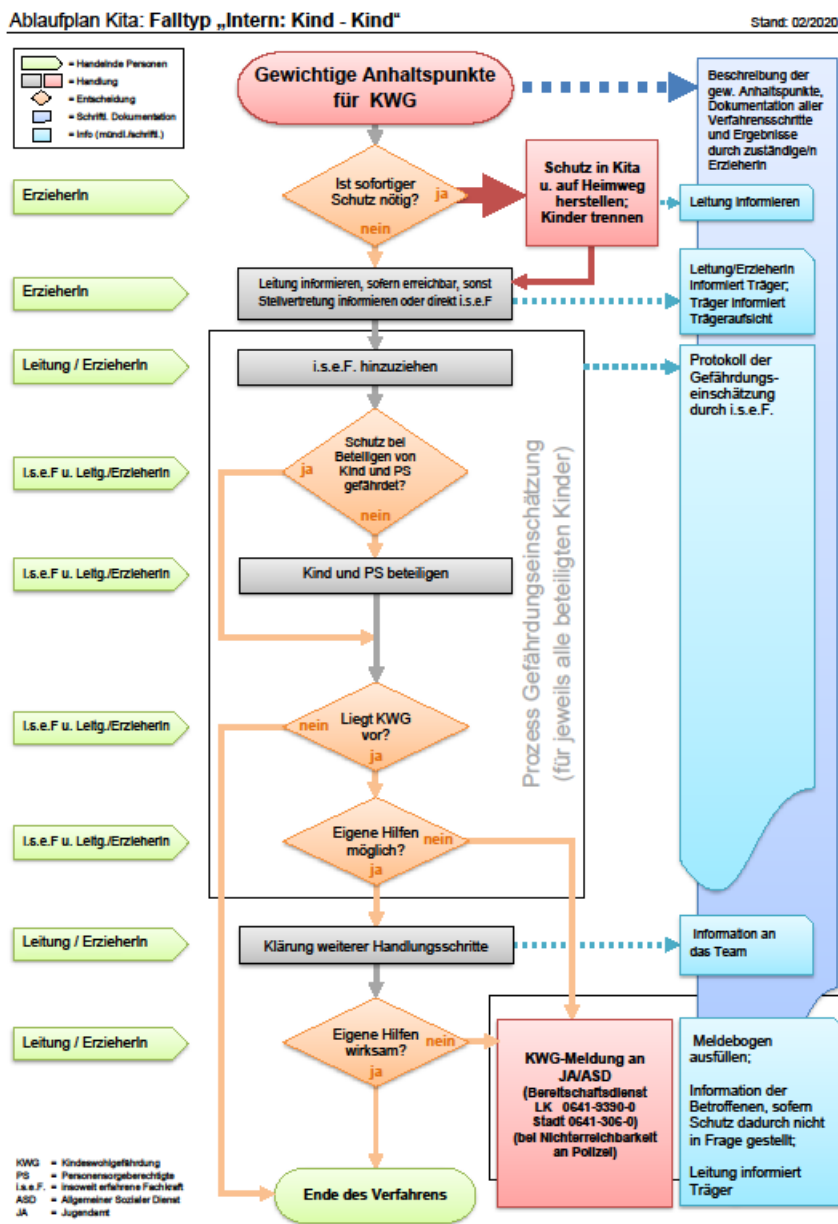 Ablaufplan Kita: Falltyp „Intern: Kind - Kind“
Stand: 02/2020
= Handelnde Personen
= Handlung
= Entscheidung
= Schriftl. Dokumentation
= Info (mündl./schriftl.)
Gewichtige Anhaltspunkte
für KWG
Beschreibung der
gew. Anhaltspunkte,
Dokumentation aller
Verfahrensschritte
und Ergebnisse
durch zuständige/n
ErzieherIn
ErzieherIn
Ist sofortiger
Schutz nötig?
ja
nein
Schutz in Kita
u. auf Heimweg
herstellen;
Kinder trennen
Leitung informieren
ErzieherIn
Leitung informieren, sofern erreichbar, sonst
Stellvertretung informieren oder direkt i.s.e.F
Leitung/ErzieherIn
informiert Träger;
Träger informiert
Trägeraufsicht
Leitung / ErzieherIn
i.s.e.F. hinzuziehen
Protokoll der
Gefährdungs-
einschätzung
durch i.s.e.F.
I.s.e.F u. Leitg./ErzieherIn
Schutz bei
Beteiligen von
Kind und PS
gefährdet?
ja
nein
I.s.e.F u. Leitg./ErzieherIn
Kind und PS beteiligen
Prozess Gefährdungseinschätzung
(für jeweils alle beteiligten Kinder)
I.s.e.F u. Leitg./ErzieherIn
nein
Liegt KWG
vor?
ja
I.s.e.F u. Leitg./ErzieherIn
Eigene Hilfen
möglich?
nein
ja
Leitung / ErzieherIn
Klärung weiterer Handlungsschritte
Information an
das Team
Leitung / ErzieherIn
Eigene Hilfen
wirksam?
nein
ja
KWG-Meldung an
JA/ASD
(Bereitschaftsdienst
LK 0641-9390-0
Stadt 0641-306-0)
(bei Nichterreichbarkeit
an Polizei)
Meldebogen
ausfüllen;
Information der
Betroffenen, sofern
Schutz dadurch nicht
in Frage gestellt;
Leitung informiert
Träger
KWG = Kindeswohlgefährdung
PS = Personensorgeberechtigte
i.s.e.F. = Insoweit erfahrene Fachkraft
ASD = Allgemeiner Sozialer Dienst
JA = Jugendamt
Ende des Verfahrens